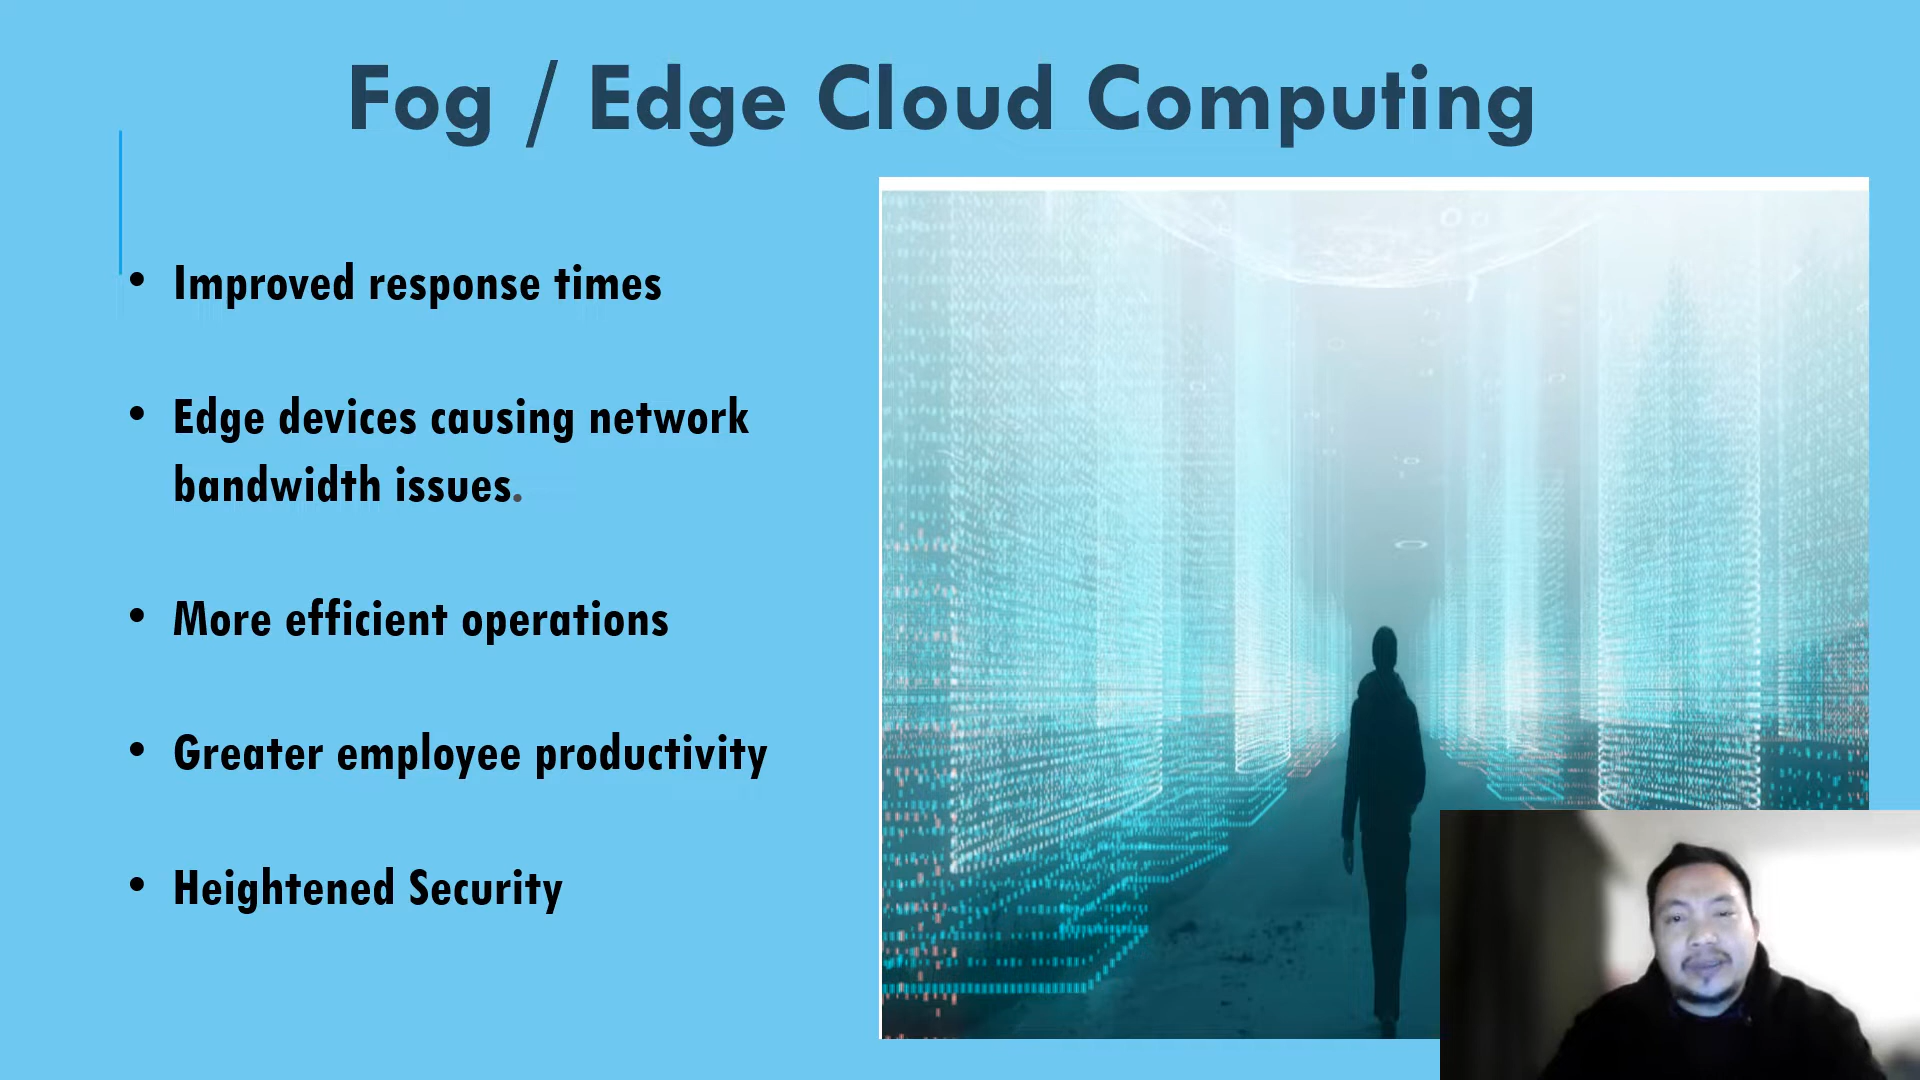 Fog / Edge Cloud Computing
• Improved response times
• Edge devices causing network
bandwidth issues.
• More efficient operations
• Greater employee productivity
• Heightened Security